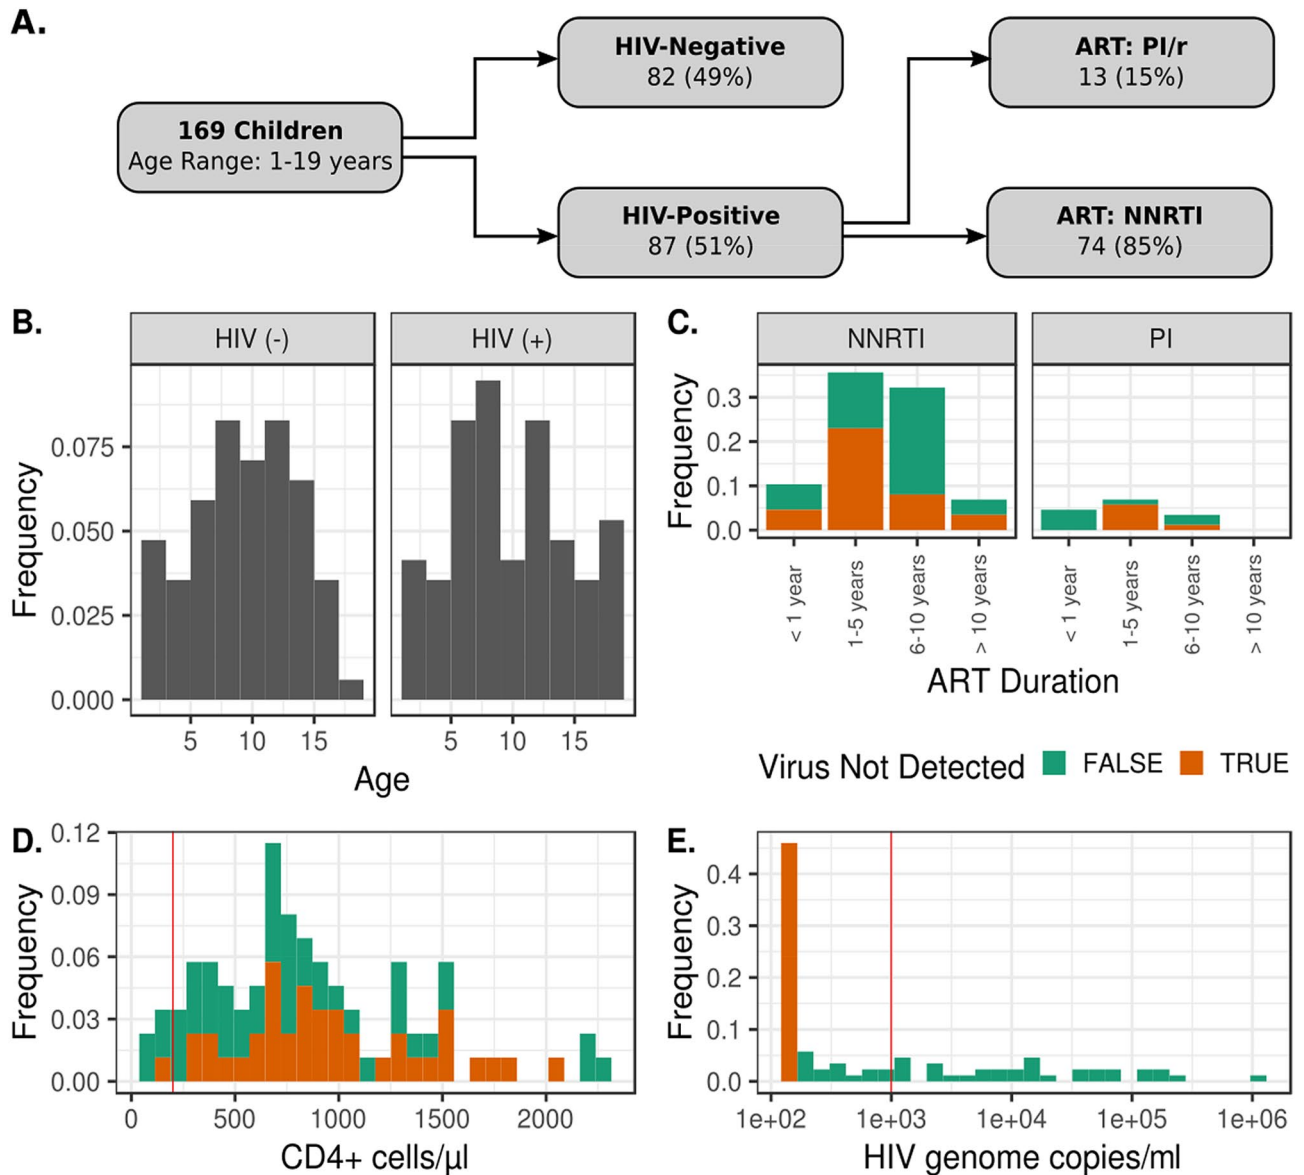 A.
HIV-Negative
82 (49%)
ART: PI/r
13 (15%)
169 Children
Age Range: 1-19 years
HIV-Positive
87 (51%)
ART: NNRTI
74 (85%)
B.
HIV (-)
HIV (+)
Frequency
0.075
0.050
0.025
0.000
5 10 15
5 10 15
Age
C.
NNRTI
PI
Frequency
0.3
0.2
0.1
0.0
< 1 year
1-5 years
6-10 years
> 10 years
< 1 year
1-5 years
6-10 years
> 10 years
ART Duration
Virus Not Detected FALSE TRUE
D.
Frequency
0.12
0.09
0.06
0.03
0.00
0 500 1000 1500 2000
CD4+ cells/µl
E.
Frequency
0.4
0.3
0.2
0.1
0.0
1e+02 1e+03 1e+04 1e+05 1e+06
HIV genome copies/ml